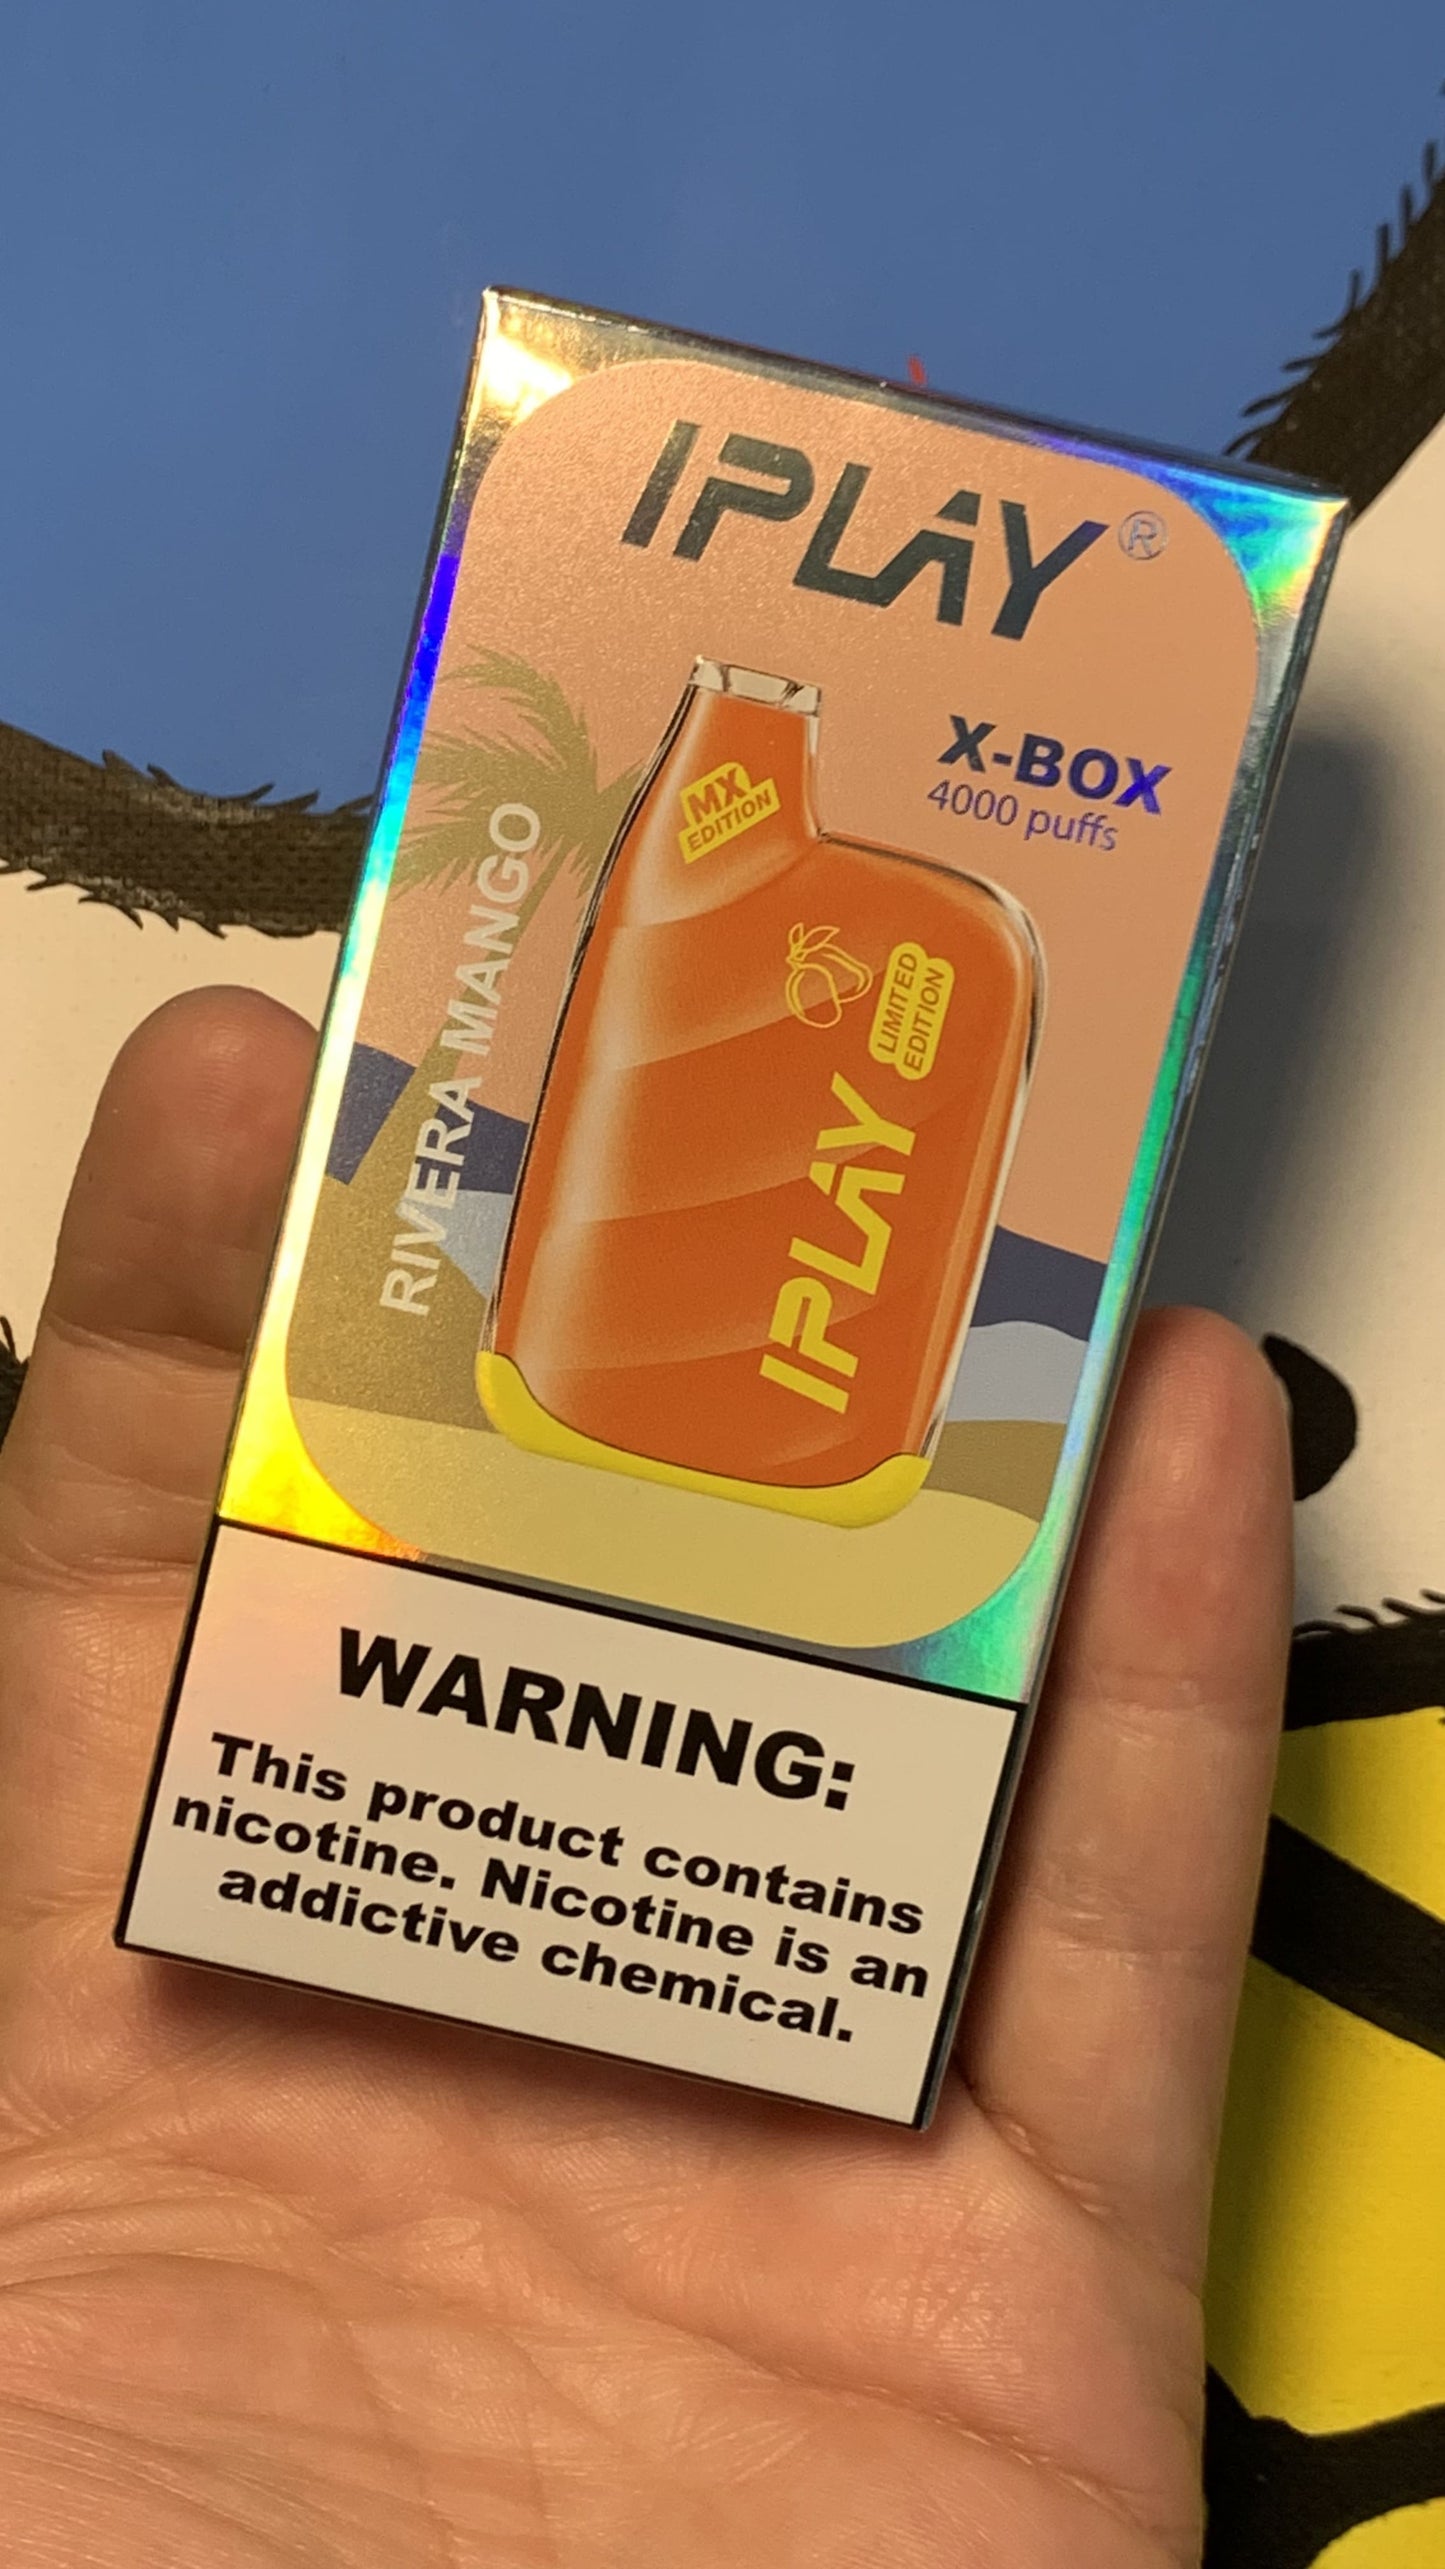 IPLAY®
X-BOX
4000 puffs
MX
EDITION
LIMITED
EDITION
IPLAY
RIVERA MANGO
WARNING:
This product contains
nicotine. Nicotine is an
addictive chemical.